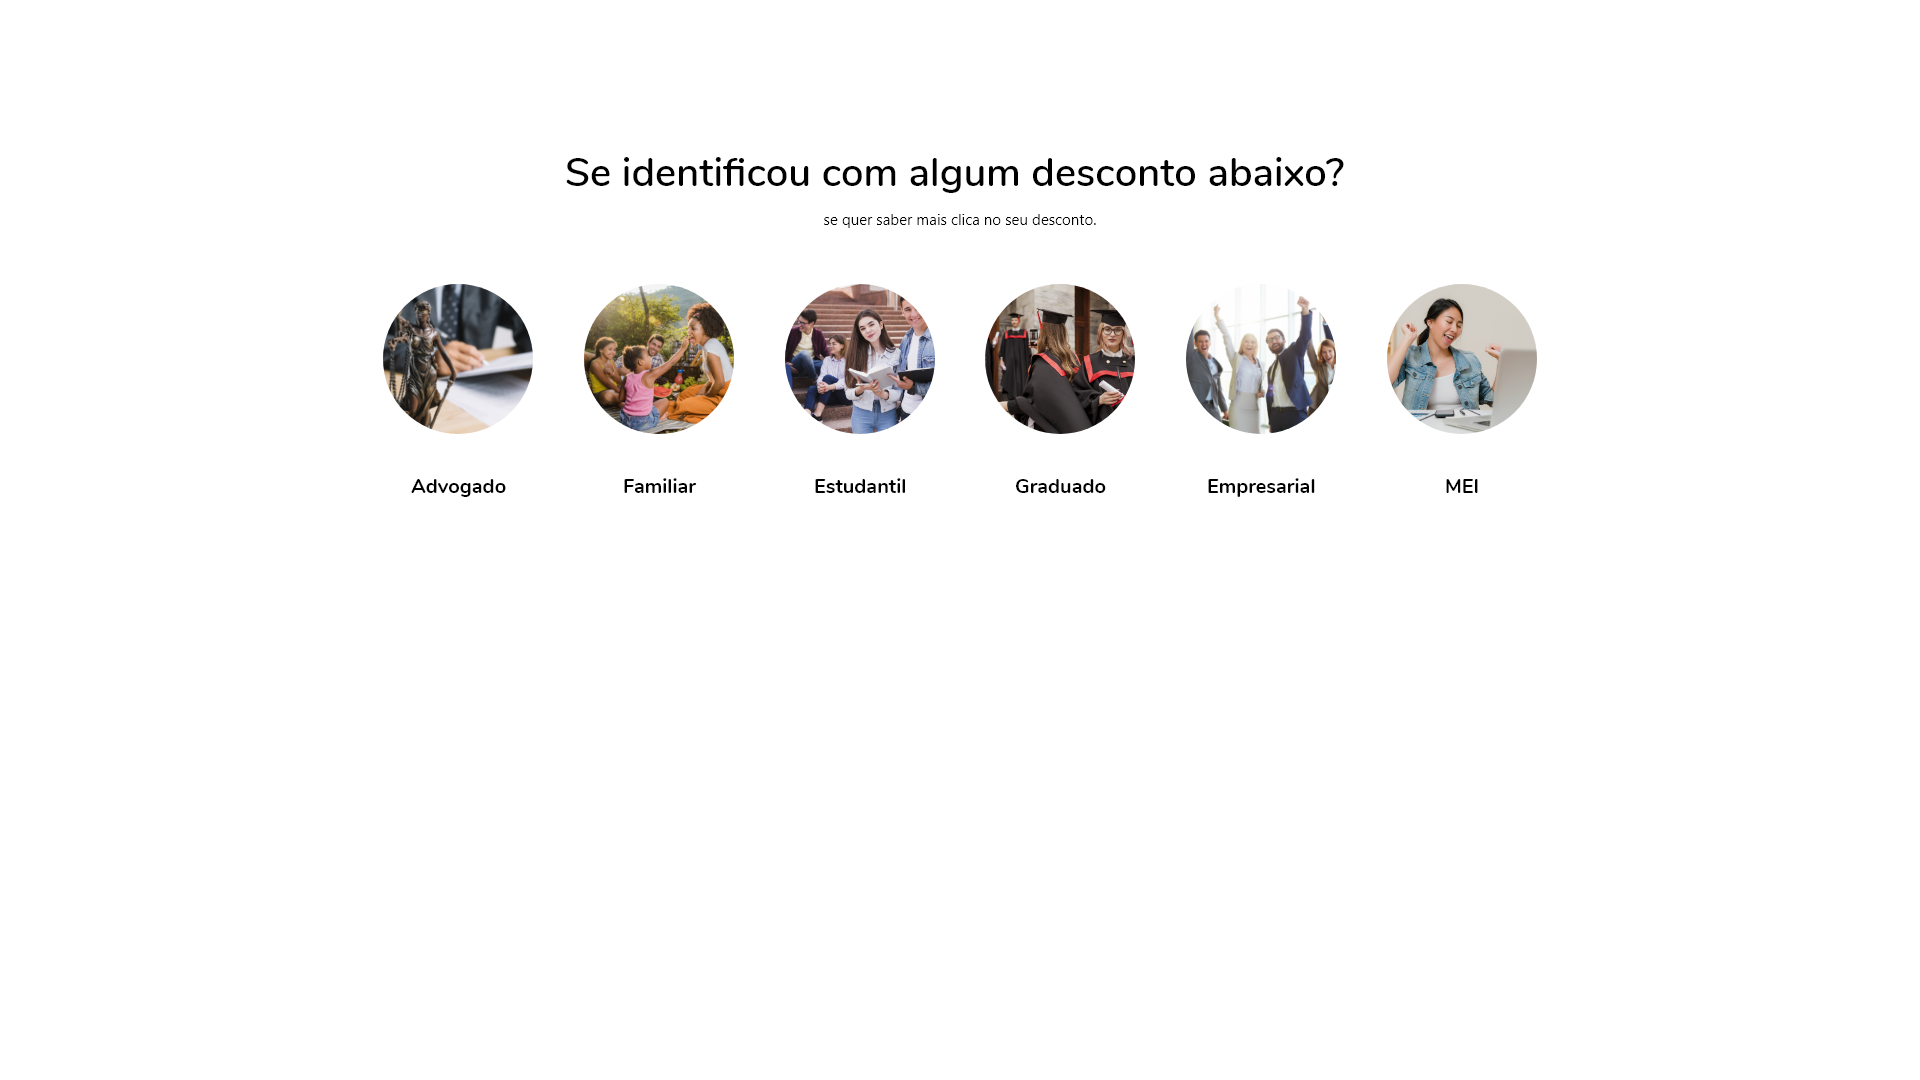 Se identificou com algum desconto abaixo?
se quer saber mais clica no seu desconto.
Advogado
Familiar
Estudantil
Graduado
Empresarial
MEI